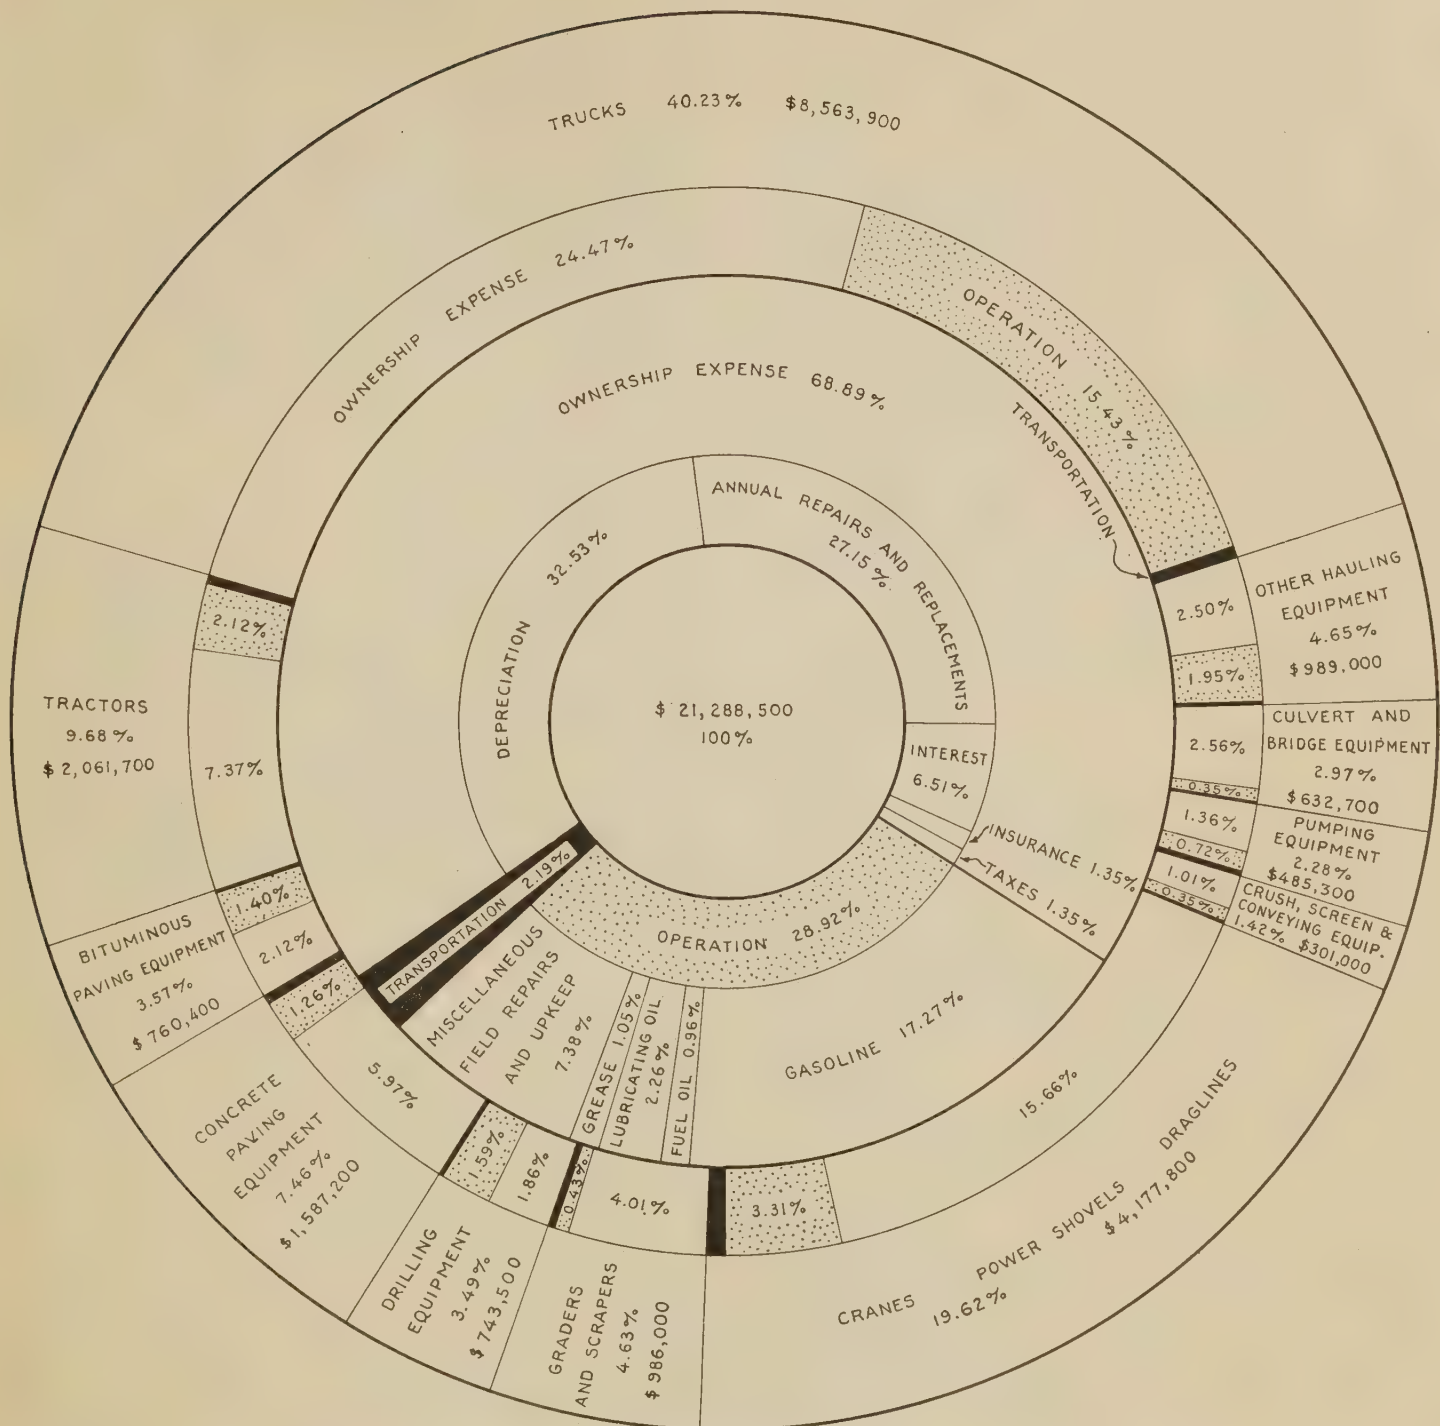 TRUCKS 40.23% $8,563,900
OWNERSHIP EXPENSE 24.47%
OPERATION 15.43%
TRANSPORTATION
OTHER HAULING
EQUIPMENT
4.65%
$989,000
2.50%
1.95%
CULVERT AND
BRIDGE EQUIPMENT
2.97%
$632,700
2.56%
0.35%
PUMPING
EQUIPMENT
2.28%
$485,300
1.36%
0.72%
CRUSH, SCREEN &
CONVEYING EQUIP.
1.42% $301,000
1.01%
0.35%
CRANES POWER SHOVELS DRAGLINES
19.62% $4,177,800
15.66%
3.31%
GRADERS
AND SCRAPERS
4.63%
$986,000
4.01%
0.43%
DRILLING
EQUIPMENT
3.49%
$743,500
1.86%
1.59%
CONCRETE
PAVING
EQUIPMENT
7.46%
$1,587,200
5.97%
1.26%
BITUMINOUS
PAVING EQUIPMENT
3.57%
$760,400
2.12%
1.40%
TRACTORS
9.68%
$2,061,700
7.37%
2.12%
OWNERSHIP EXPENSE 68.89%
DEPRECIATION 32.53%
ANNUAL REPAIRS AND REPLACEMENTS
27.15%
INTEREST
6.51%
INSURANCE 1.35%
TAXES 1.35%
OPERATION 28.92%
GASOLINE 17.27%
FUEL OIL 0.96%
LUBRICATING OIL
2.26%
GREASE 1.05%
MISCELLANEOUS
FIELD REPAIRS
AND UPKEEP
7.38%
TRANSPORTATION 2.19%
$21,288,500
100%